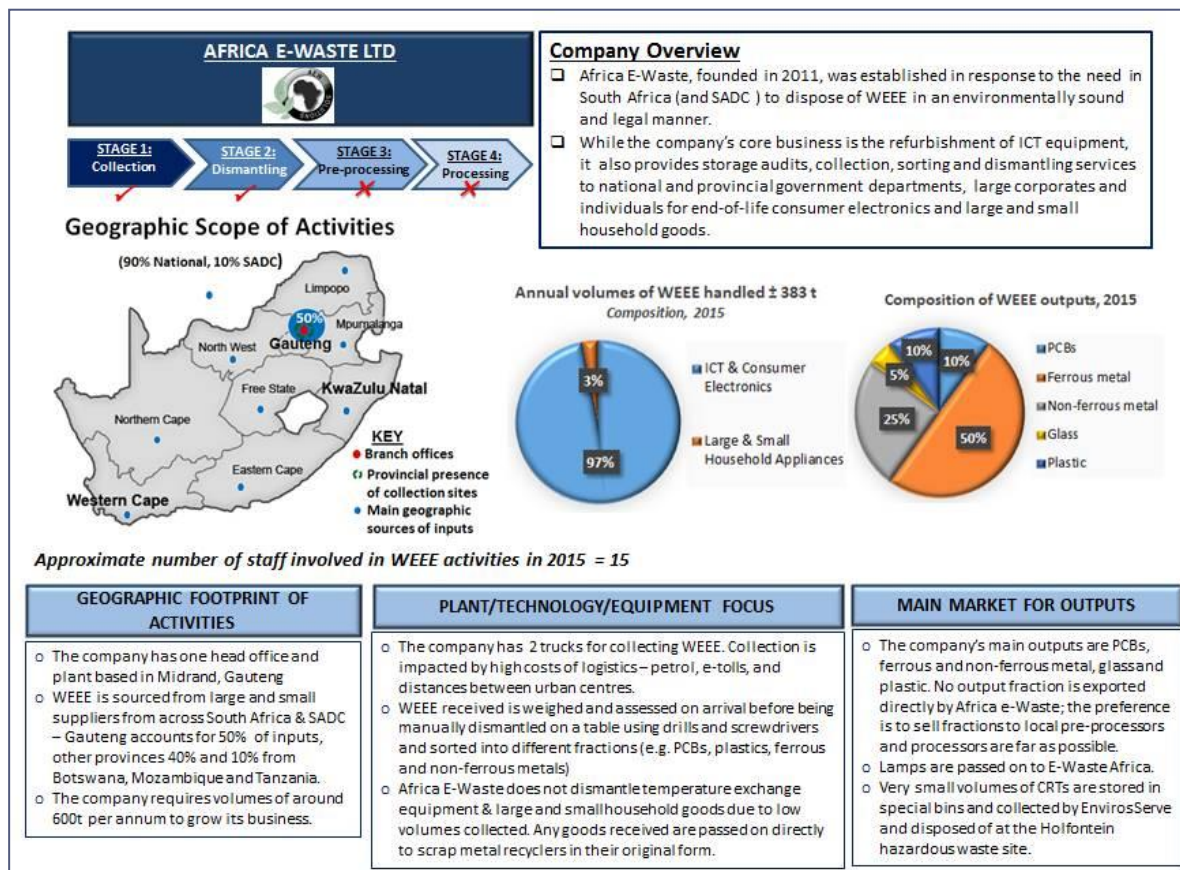 AFRICA E-WASTE LTD
STAGE 1:
Collection
STAGE 2:
Dismantling
STAGE 3:
Pre-processing
STAGE 4:
Processing
Company Overview
Africa E-Waste, founded in 2011, was established in response to the need in
South Africa (and SADC ) to dispose of WEEE in an environmentally sound
and legal manner.
While the company's core business is the refurbishment of ICT equipment,
it also provides storage audits, collection, sorting and dismantling services
to national and provincial government departments, large corporates and
individuals for end-of-life consumer electronics and large and small
household goods.
Geographic Scope of Activities
(90% National, 10% SADC)
Limpopo
50%
Mpumalanga
Gauteng
North West
Free State
KwaZulu Natal
Northern Cape
Eastern Cape
Western Cape
KEY
Branch offices
Provincial presence
of collection sites
Main geographic
sources of inputs
Annual volumes of WEEE handled ± 383 t
Composition, 2015
3%
97%
ICT & Consumer
Electronics
Large & Small
Household Appliances
Composition of WEEE outputs, 2015
10%
10%
5%
25%
50%
PCBs
Ferrous metal
Non-ferrous metal
Glass
Plastic
Approximate number of staff involved in WEEE activities in 2015 = 15
GEOGRAPHIC FOOTPRINT OF
ACTIVITIES
o The company has one head office and
plant based in Midrand, Gauteng
o WEEE is sourced from large and small
suppliers from across South Africa & SADC
– Gauteng accounts for 50% of inputs,
other provinces 40% and 10% from
Botswana, Mozambique and Tanzania.
o The company requires volumes of around
600t per annum to grow its business.
PLANT/TECHNOLOGY/EQUIPMENT FOCUS
o The company has 2 trucks for collecting WEEE. Collection is
impacted by high costs of logistics – petrol, e-tolls, and
distances between urban centres.
o WEEE received is weighed and assessed on arrival before being
manually dismantled on a table using drills and screwdrivers
and sorted into different fractions (e.g. PCBs, plastics, ferrous
and non-ferrous metals)
o Africa E-Waste does not dismantle temperature exchange
equipment & large and small household goods due to low
volumes collected. Any goods received are passed on directly
to scrap metal recyclers in their original form.
MAIN MARKET FOR OUTPUTS
o The company's main outputs are PCBs,
ferrous and non-ferrous metal, glass and
plastic. No output fraction is exported
directly by Africa e-Waste; the preference
is to sell fractions to local pre-processors
and processors are far as possible.
o Lamps are passed on to E-Waste Africa.
o Very small volumes of CRTs are stored in
special bins and collected by EnvirosServe
and disposed of at the Holfontein
hazardous waste site.